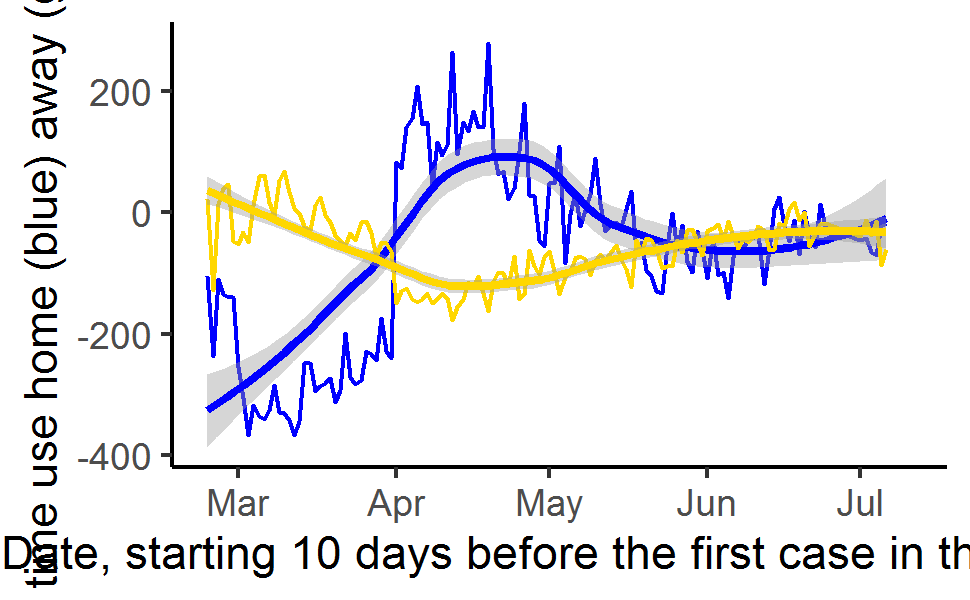 time use home (blue) away (
200
0
-200
-400
Mar Apr May Jun Jul
Date, starting 10 days before the first case in th